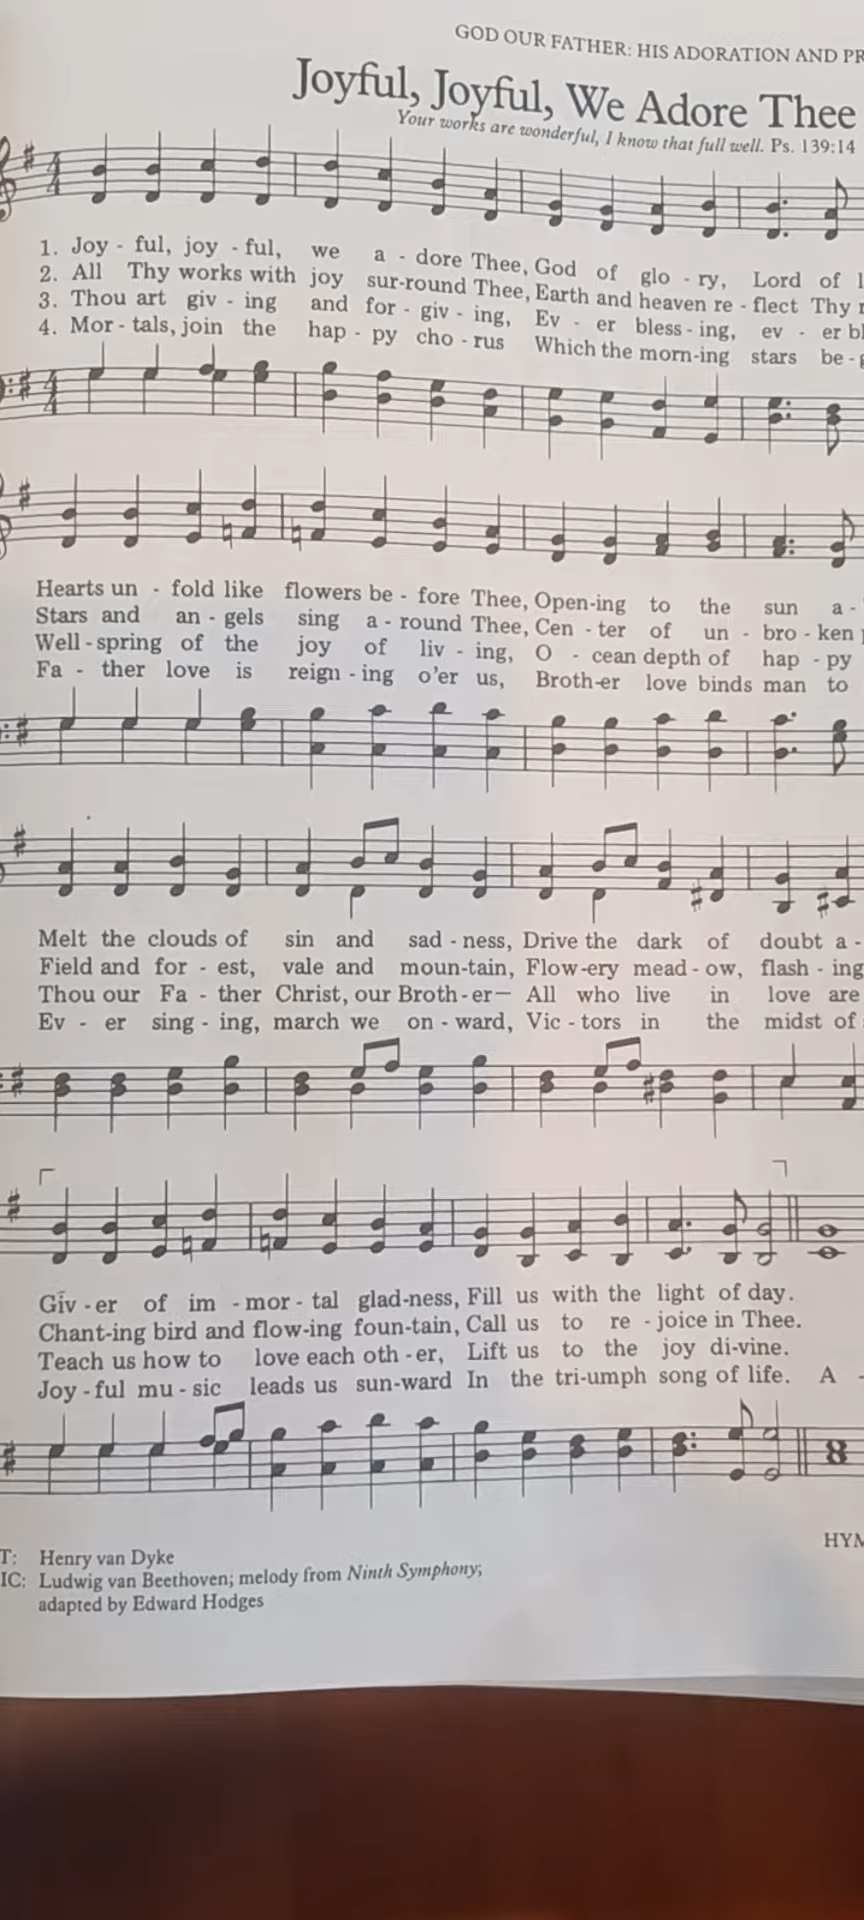 GOD OUR FATHER: HIS ADORATION AND PR
Joyful, Joyful, We Adore Thee
Your works are wonderful, I know that full well. Ps. 139:14
1. Joy - ful, joy - ful, we a - dore Thee, God of glo - ry, Lord of l
2. All Thy works with joy sur-round Thee, Earth and heaven re - flect Thy r
3. Thou art giv - ing and for - giv - ing, Ev - er bless - ing, ev - er bl
4. Mor - tals, join the hap - py cho - rus Which the morn-ing stars be - g
Hearts un - fold like flowers be - fore Thee, Open-ing to the sun a -
Stars and an - gels sing a - round Thee, Cen - ter of un - bro - ken p
Well - spring of the joy of liv - ing, O - cean depth of hap - py
Fa - ther love is reign - ing o'er us, Broth-er love binds man to
Melt the clouds of sin and sad - ness, Drive the dark of doubt a -
Field and for - est, vale and moun-tain, Flow-ery mead - ow, flash - ing
Thou our Fa - ther Christ, our Broth-er— All who live in love are
Ev - er sing - ing, march we on - ward, Vic - tors in the midst of
Giv - er of im - mor - tal glad-ness, Fill us with the light of day.
Chant-ing bird and flow-ing foun-tain, Call us to re - joice in Thee.
Teach us how to love each oth - er, Lift us to the joy di-vine.
Joy - ful mu - sic leads us sun-ward In the tri-umph song of life. A -
HYM
T: Henry van Dyke
IC: Ludwig van Beethoven; melody from Ninth Symphony;
adapted by Edward Hodges